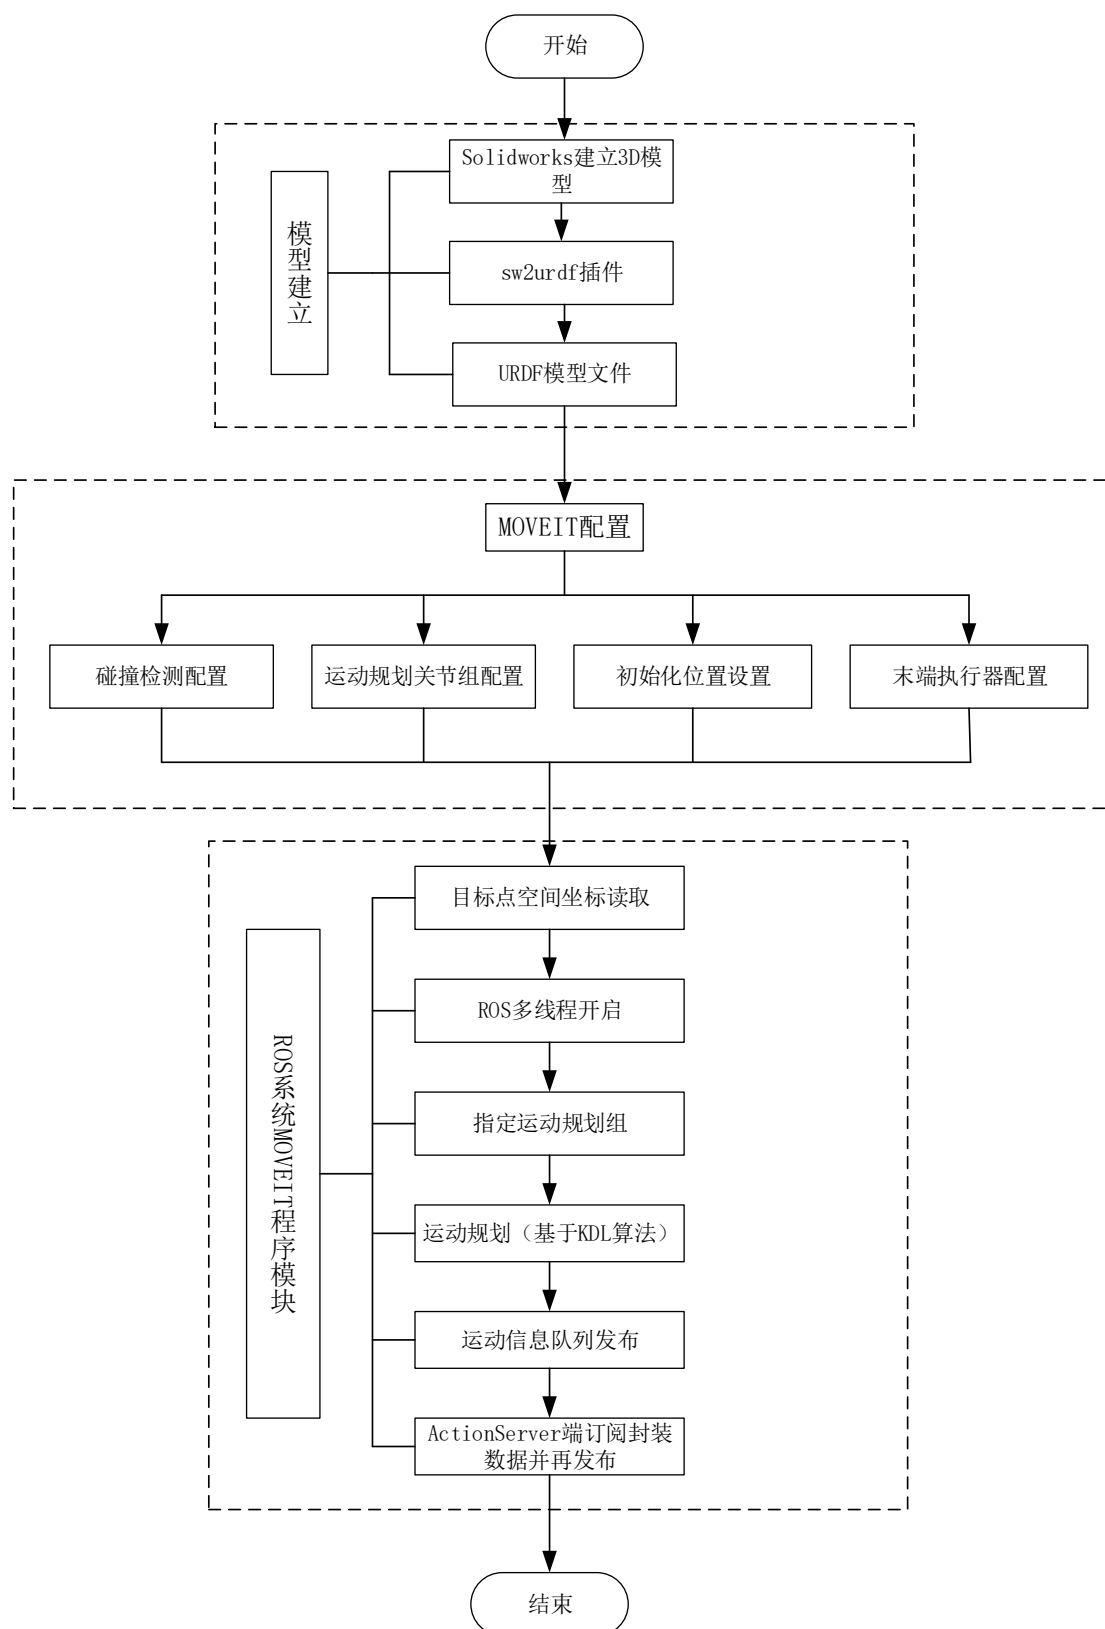 开始
Solidworks建立3D模
型
模型建立
sw2urdf插件
URDF模型文件
MOVEIT配置
碰撞检测配置
运动规划关节组配置
初始化位置设置
末端执行器配置
目标点空间坐标读取
ROS多线程开启
ROS系统MOVEIT程序模块
指定运动规划组
运动规划（基于KDL算法）
运动信息队列发布
ActionServer端订阅封装
数据并再发布
结束